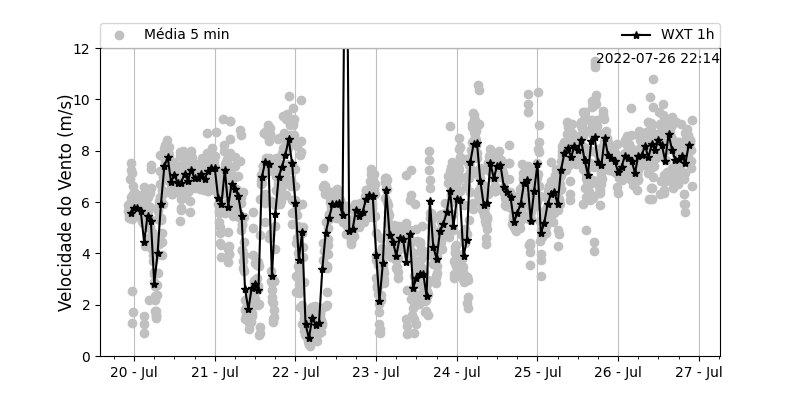 Média 5 min
WXT 1h
2022-07-26 22:14
Velocidade do Vento (m/s)
12
10
8
6
4
2
0
20 - Jul
21 - Jul
22 - Jul
23 - Jul
24 - Jul
25 - Jul
26 - Jul
27 - Jul